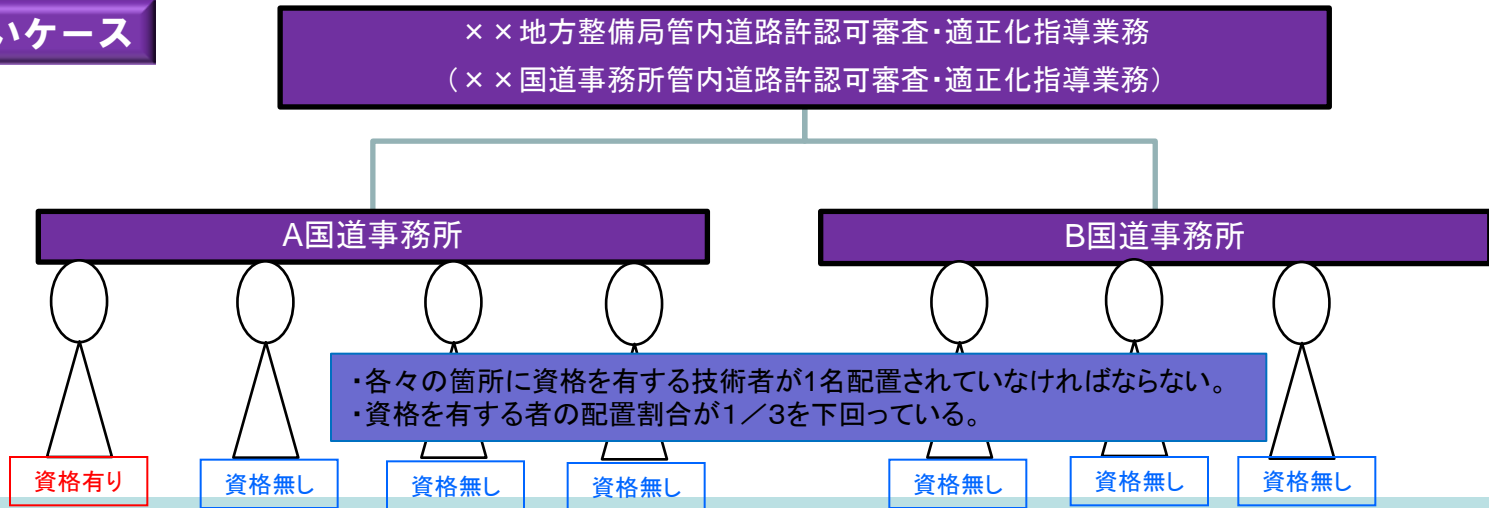 いケース
××地方整備局管内道路許認可審査・適正化指導業務
(××国道事務所管内道路許認可審査・適正化指導業務)
A国道事務所
B国道事務所
・各々の箇所に資格を有する技術者が1名配置されていなければならない。
・資格を有する者の配置割合が1/3を下回っている。
資格有り
資格無し
資格無し
資格無し
資格無し
資格無し
資格無し